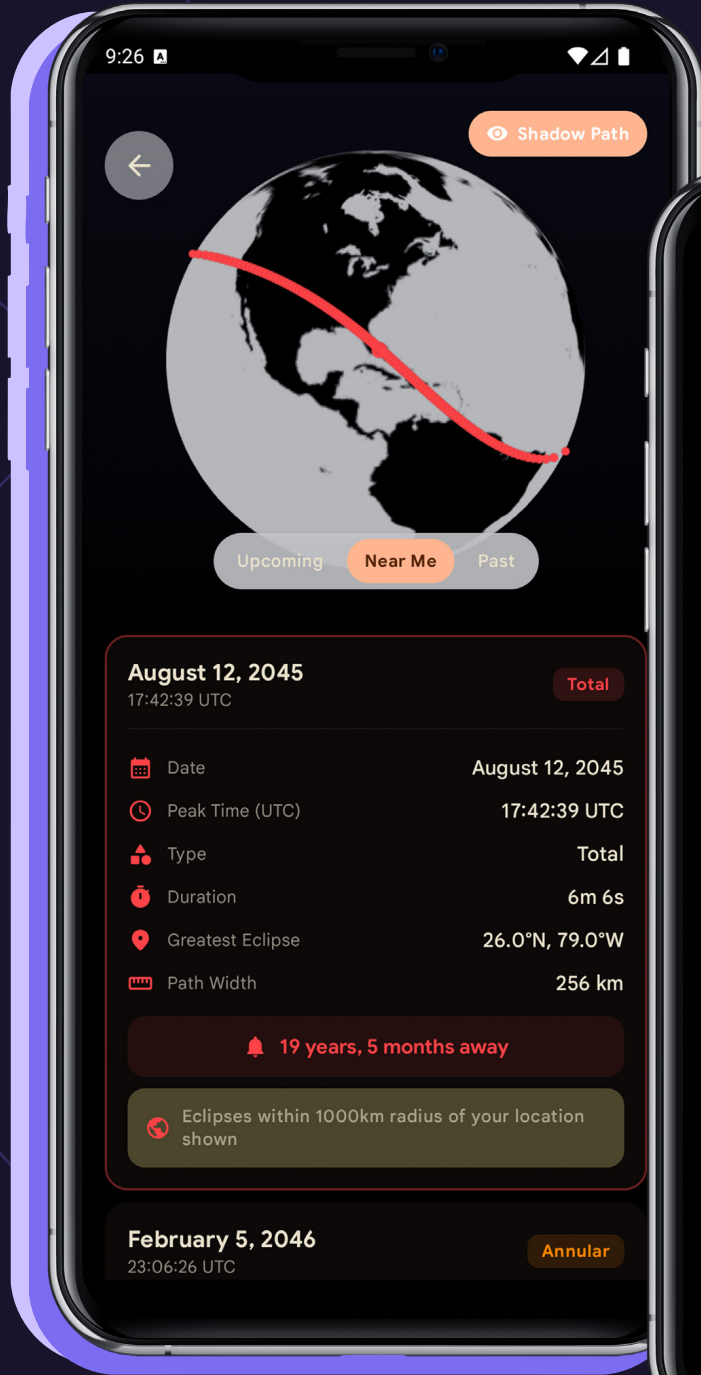 9:26
Shadow Path
Upcoming Near Me Past
August 12, 2045
Total
17:42:39 UTC
Date August 12, 2045
Peak Time (UTC) 17:42:39 UTC
Type Total
Duration 6m 6s
Greatest Eclipse 26.0°N, 79.0°W
Path Width 256 km
19 years, 5 months away
Eclipses within 1000km radius of your location
shown
February 5, 2046
Annular
23:06:26 UTC